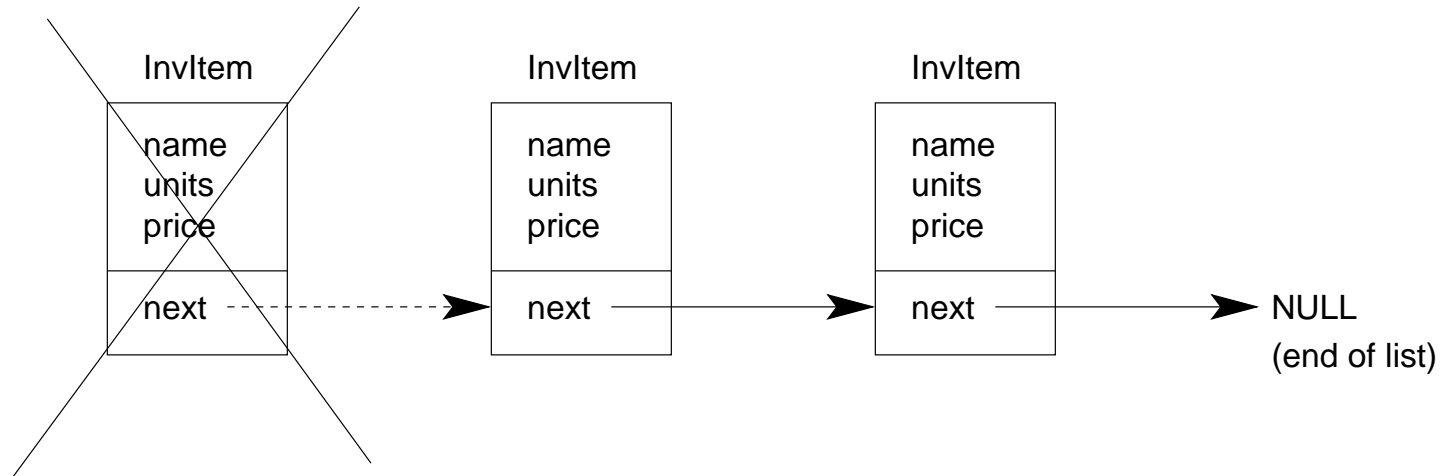 InvItem
name
units
price
next
InvItem
name
units
price
next
InvItem
name
units
price
next
NULL
(end of list)